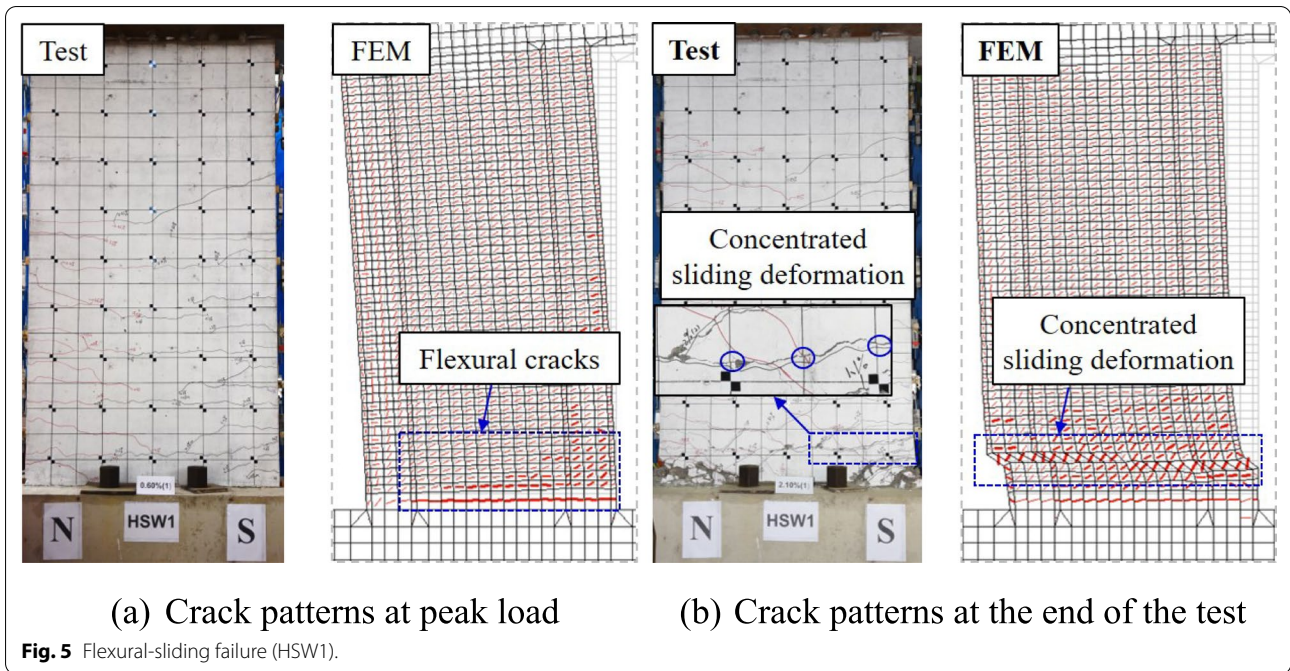 Test
FEM
Test
FEM
Flexural cracks
Concentrated
sliding deformation
Concentrated
sliding deformation
0.60%(1)
HSW1
N
S
2.10%(1)
HSW1
N
S
(a) Crack patterns at peak load
(b) Crack patterns at the end of the test
Fig. 5 Flexural-sliding failure (HSW1).